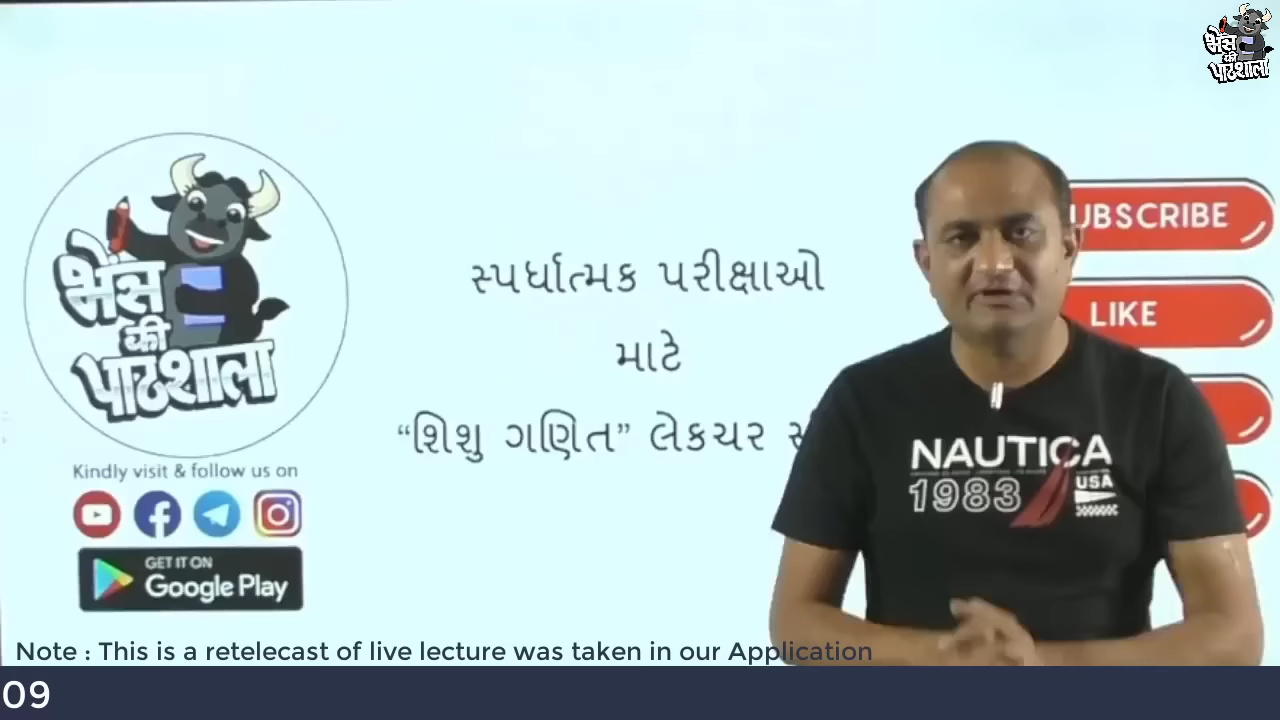 भैंस
की
पाठशाला
भैंस
की
पाठशाला
Kindly visit & follow us on
GET IT ON
Google Play
સ્પર્ધાત્મક પરીક્ષાઓ
માટે
“શિશુ ગણિત” લેકચર
UBSCRIBE
LIKE
NAUTICA
1983
USA
Note : This is a retelecast of live lecture was taken in our Application
09